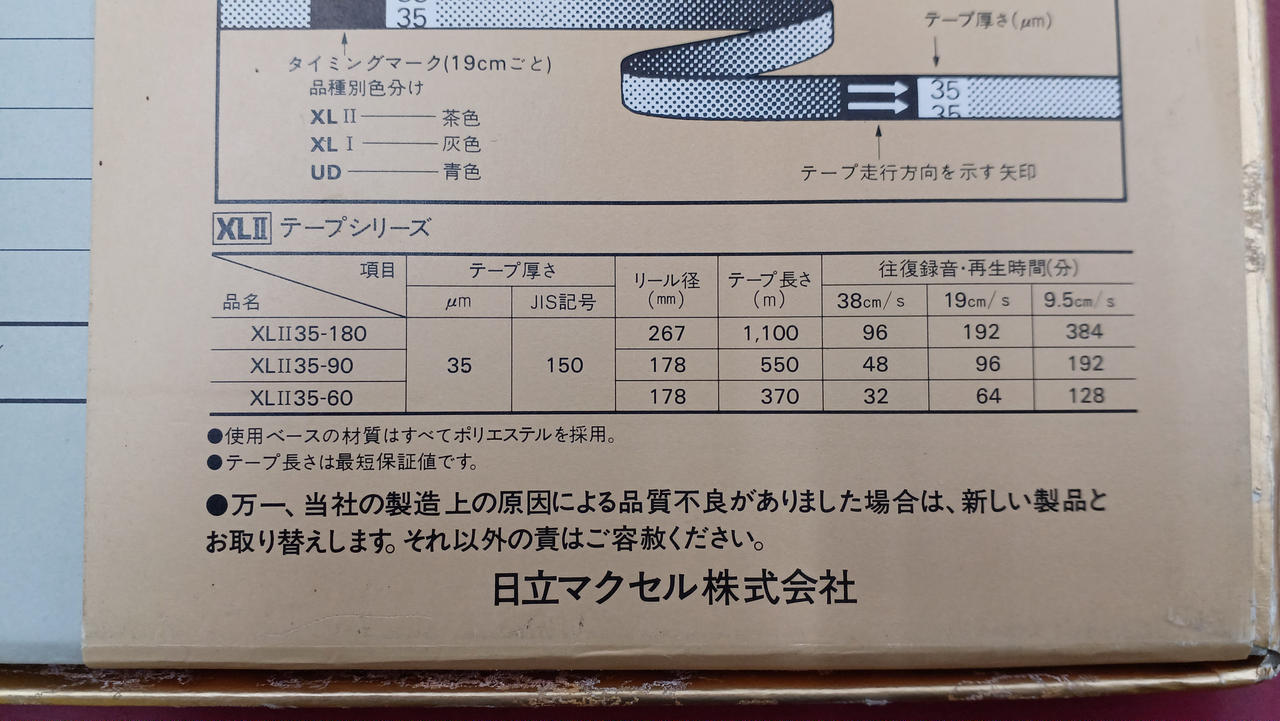 35
テープ厚さ(μm)
タイミングマーク(19cmごと)
品種別色分け
XLⅡ 茶色
XLⅠ 灰色
UD 青色
35
35
テープ走行方向を示す矢印
XLⅡ テープシリーズ
項目 テープ厚さ リール径 テープ長さ 往復録音・再生時間(分)
品名 μm JIS記号 (mm) (m) 38cm/s 19cm/s 9.5cm/s
XLⅡ35-180 267 1,100 96 192 384
XLⅡ35-90 35 150 178 550 48 96 192
XLⅡ35-60 178 370 32 64 128
●使用ベースの材質はすべてポリエステルを採用。
●テープ長さは最短保証値です。
●万一、当社の製造上の原因による品質不良がありました場合は、新しい製品と
お取り替えします。それ以外の責はご容赦ください。
日立マクセル株式会社